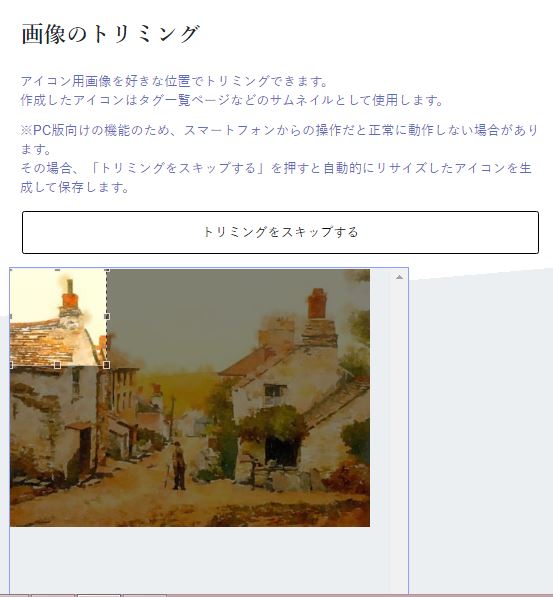 画像のトリミング
アイコン用画像を好きな位置でトリミングできます。
作成したアイコンはタグ一覧ページなどのサムネイルとして使用します。
※PC版向けの機能のため、スマートフォンからの操作だと正常に動作しない場合があり
ます。
その場合、「トリミングをスキップする」を押すと自動的にリサイズしたアイコンを生
成して保存します。
トリミングをスキップする